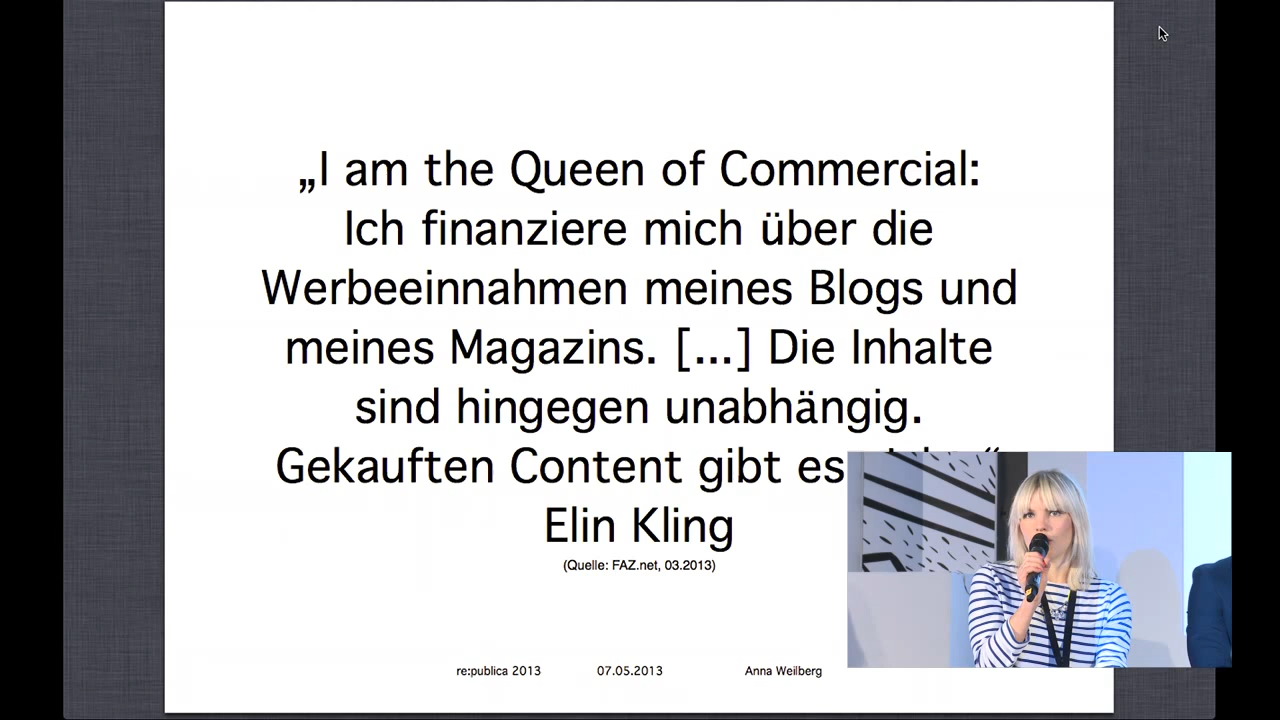 „I am the Queen of Commercial:
Ich finanziere mich über die
Werbeeinnahmen meines Blogs und
meines Magazins. [...] Die Inhalte
sind hingegen unabhängig.
Gekauften Content gibt es “
Elin Kling
(Quelle: FAZ.net, 03.2013)
re:publica 2013 07.05.2013 Anna Weilberg